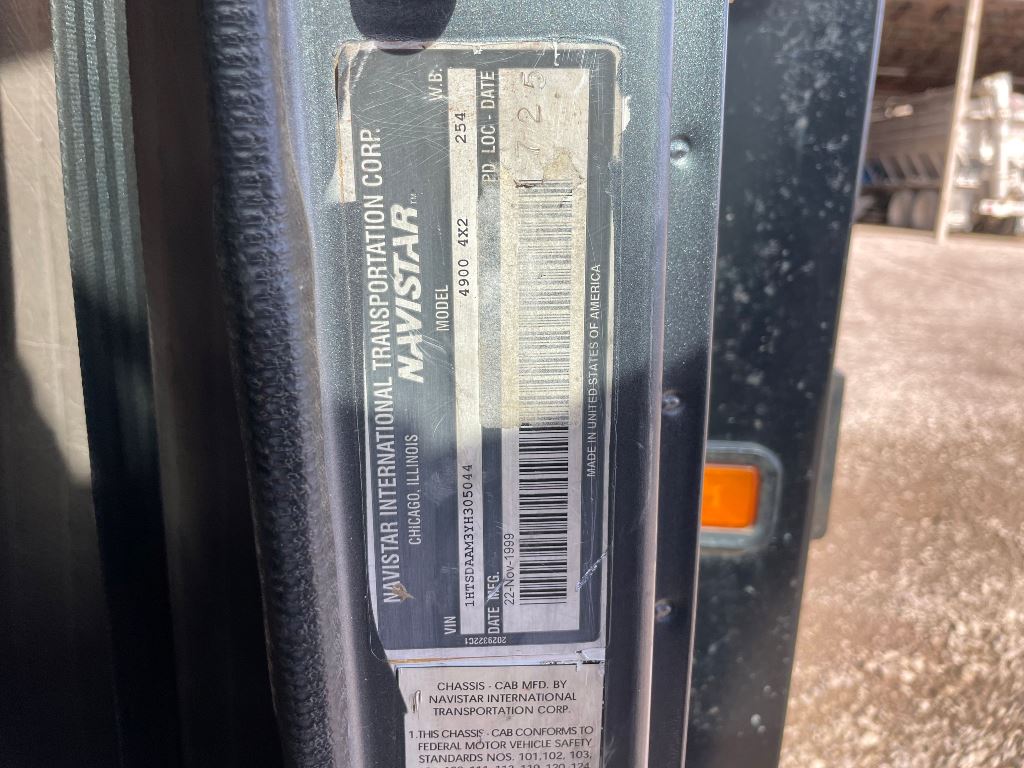 NAVISTAR INTERNATIONAL TRANSPORTATION CORP.
CHICAGO, ILLINOIS
NAVISTAR™
VIN MODEL W.B.
1HTSDAAM3YH305044 4900 4X2 254
DATE MFG. PD LOC - DATE
22-Nov-1999 725
MADE IN UNITED STATES OF AMERICA
2029322C1
CHASSIS - CAB MFD. BY
NAVISTAR INTERNATIONAL
TRANSPORTATION CORP.
1.THIS CHASSIS - CAB CONFORMS TO
FEDERAL MOTOR VEHICLE SAFETY
STANDARDS NOS. 101,102, 103,